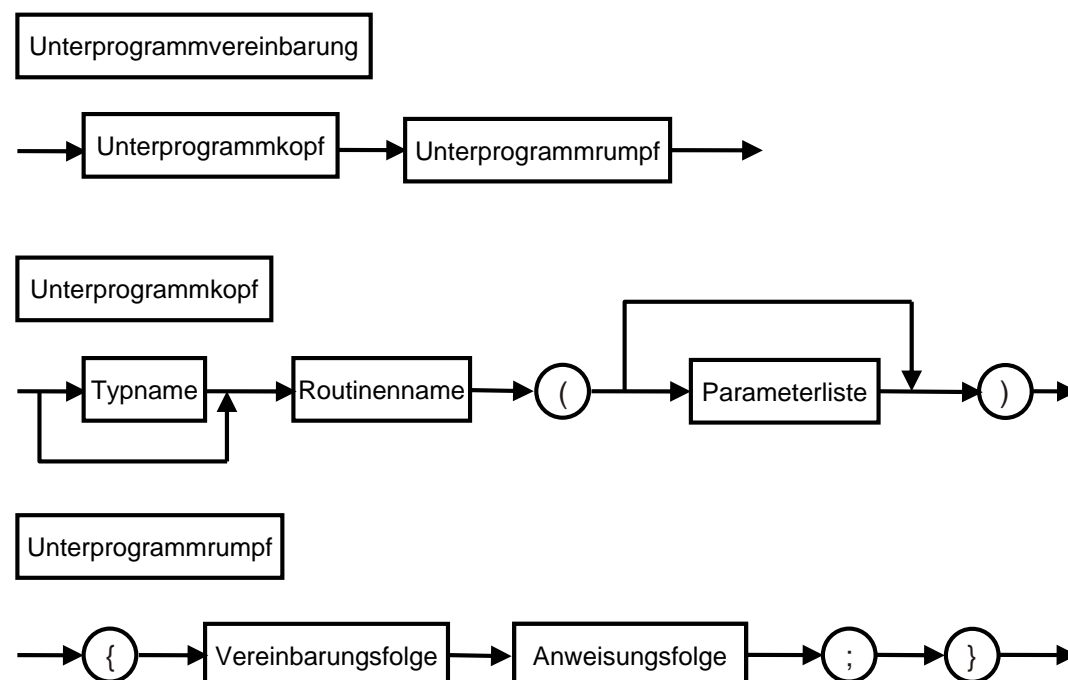 Unterprogrammvereinbarung
Unterprogrammkopf Unterprogrammrumpf
Unterprogrammkopf
Typname Routinenname ( Parameterliste )
Unterprogrammrumpf
{ Vereinbarungsfolge Anweisungsfolge ; }